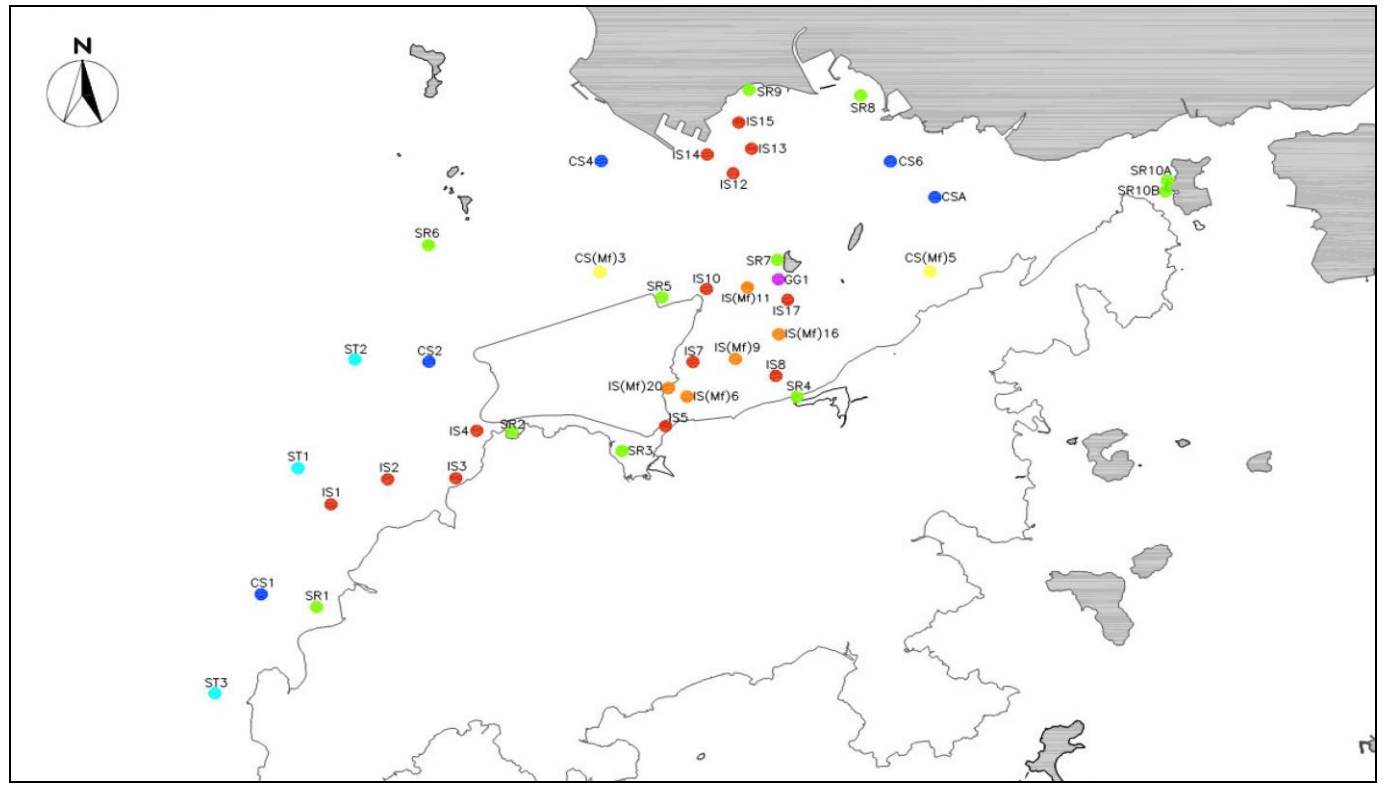 N
SR9
SR8
IS15
IS14
IS13
CS4
CS6
IS12
SR10A
SR10B
CSA
SR6
CS(Mf)3
SR7
CS(Mf)5
IS10
GG1
SR5
IS(Mf)11
IS17
IS(Mf)16
ST2
CS2
IS7
IS(Mf)9
IS8
IS(Mf)20
IS(Mf)6
SR4
IS4
SR2
IS5
SR3
ST1
IS2
IS3
IS1
CS1
SR1
ST3